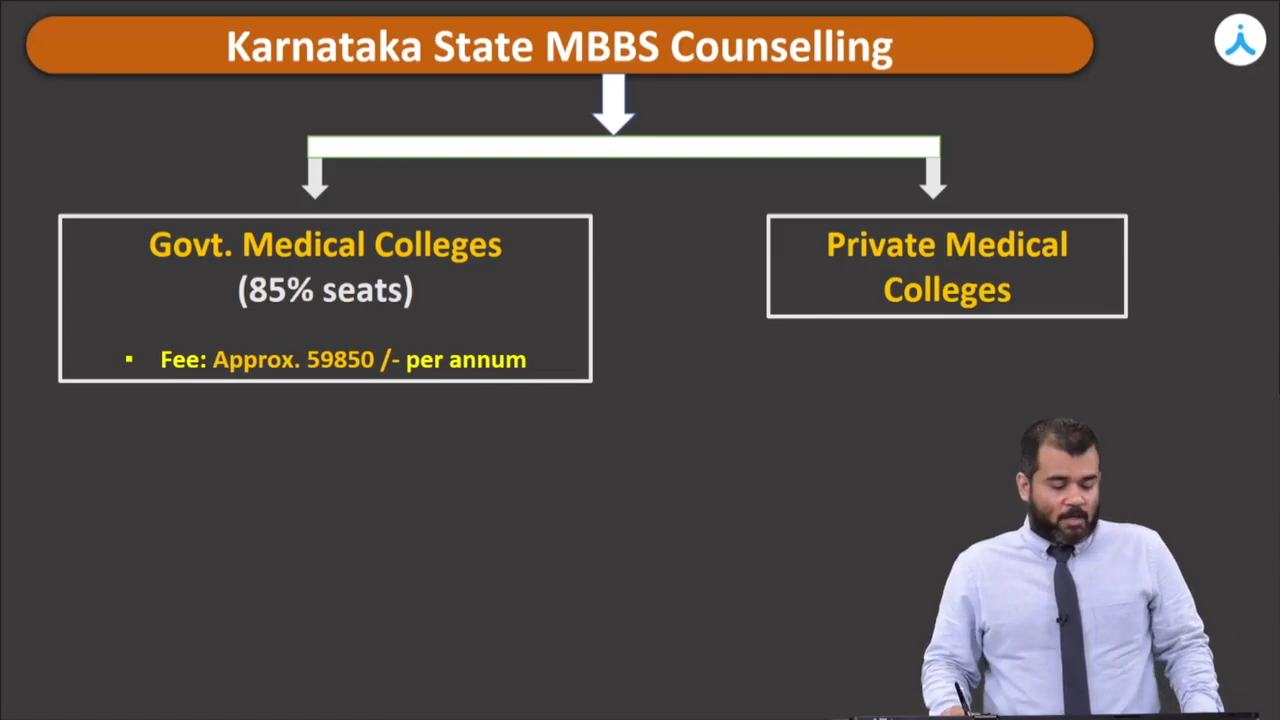 Karnataka State MBBS Counselling
Govt. Medical Colleges
(85% seats)
▪ Fee: Approx. 59850 /- per annum
Private Medical
Colleges